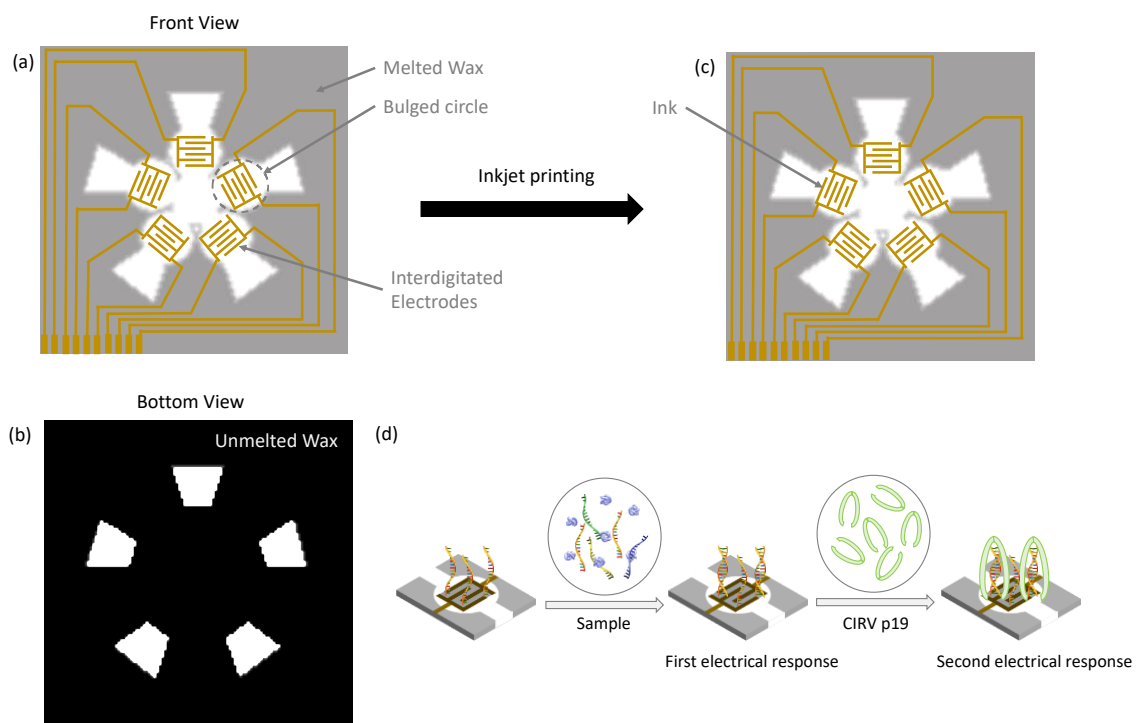 Front View
(a)
Melted Wax
Bulged circle
Interdigitated
Electrodes
Inkjet printing
(c)
Ink
Bottom View
(b)
Unmelted Wax
(d)
Sample
CIRV p19
First electrical response
Second electrical response